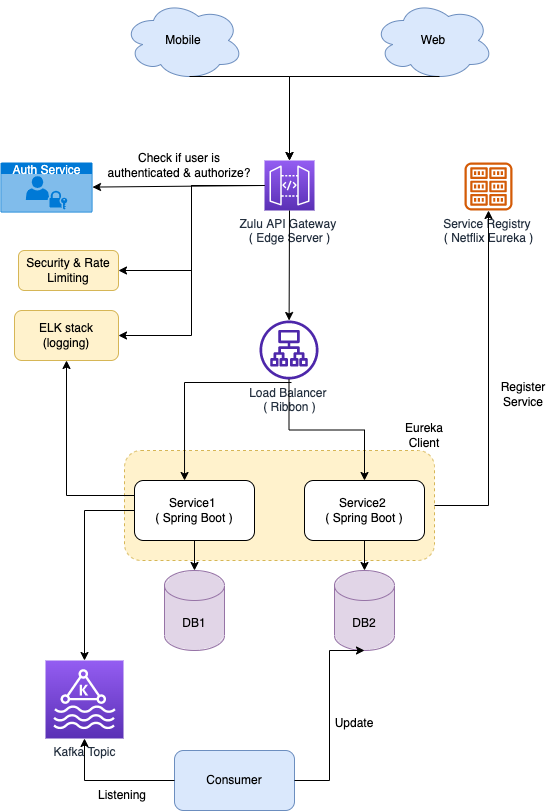 Mobile
Web
Check if user is
authenticated & authorize?
Auth Service
Zulu API Gateway
( Edge Server )
Service Registry
( Netflix Eureka )
Security & Rate
Limiting
ELK stack
(logging)
Load Balancer
( Ribbon )
Register
Service
Eureka
Client
Service1
( Spring Boot )
Service2
( Spring Boot )
DB1
DB2
K
Kafka Topic
Update
Consumer
Listening